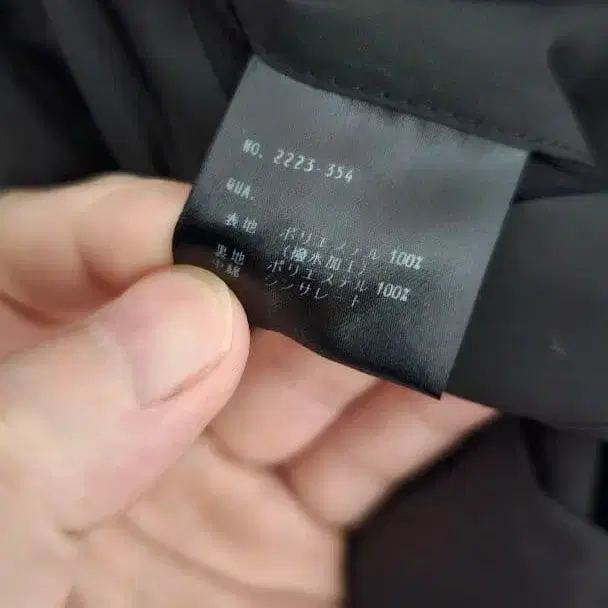 NO. 2223-354
QUA.
表地 ポリエステル 100%
(撥水加工)
裏地 ポリエステル 100%
中綿 シンサレート